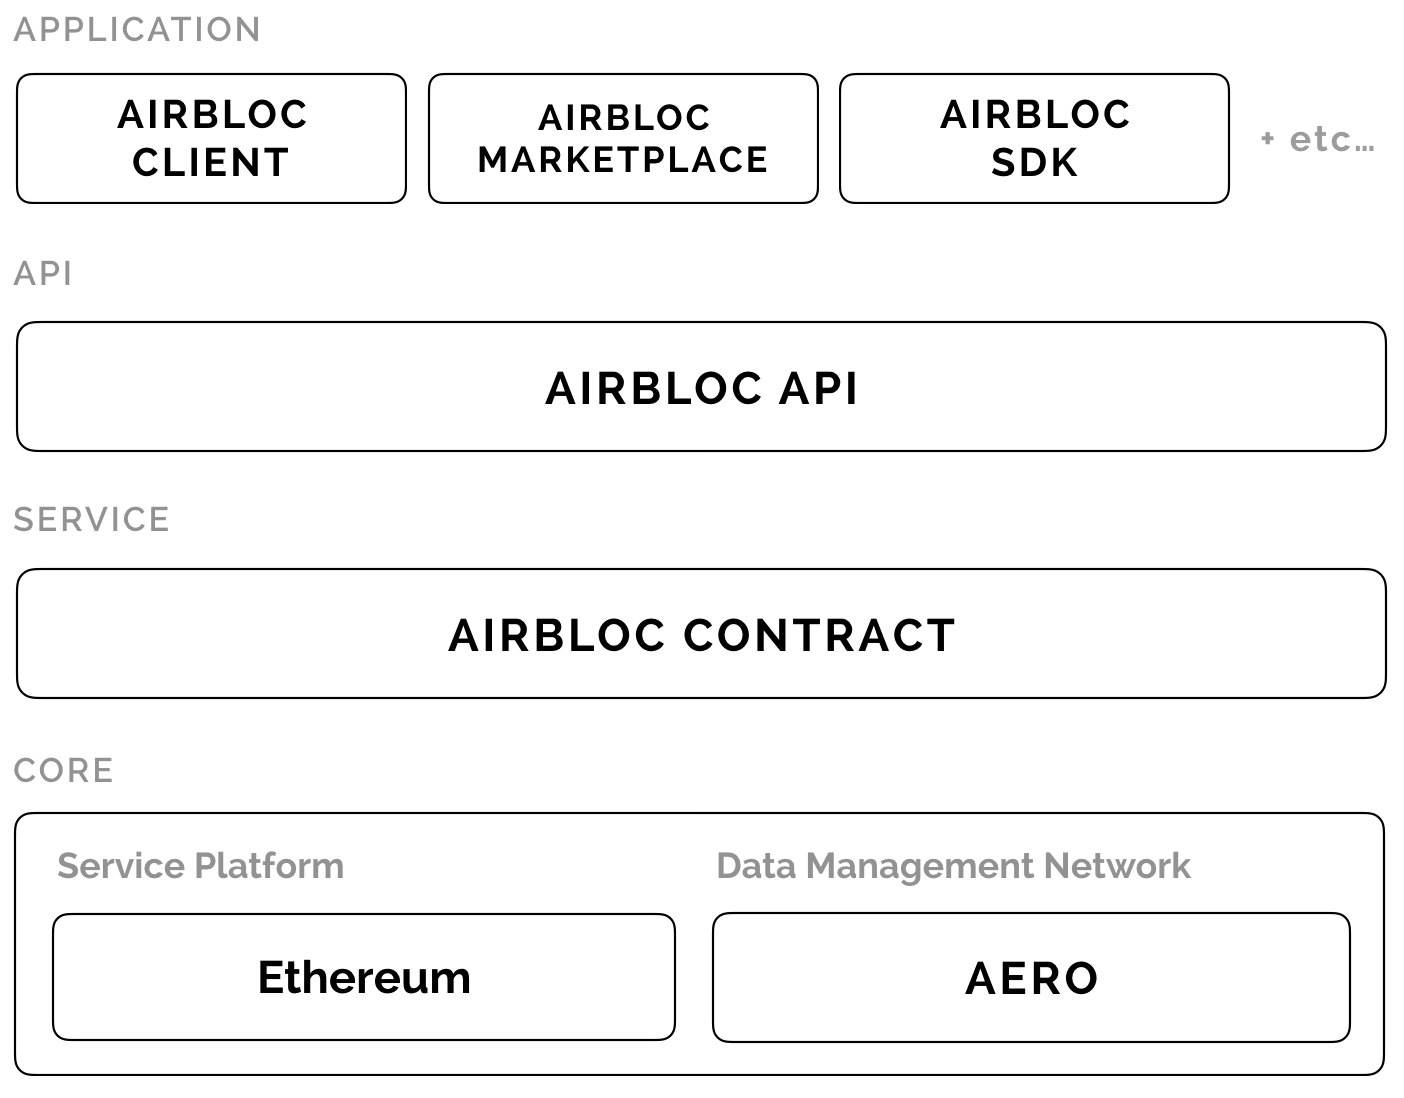 APPLICATION
AIRBLOC
CLIENT
AIRBLOC
MARKETPLACE
AIRBLOC
SDK
+ etc...
API
AIRBLOC API
SERVICE
AIRBLOC CONTRACT
CORE
Service Platform
Data Management Network
Ethereum
AERO